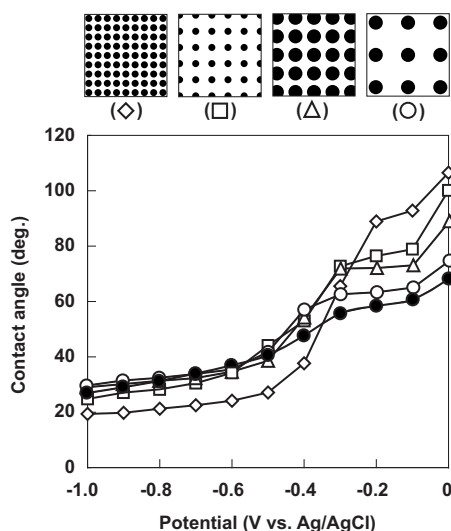 (◇) (□) (△) (○)
120
100
80
60
40
20
0
-1.0 -0.8 -0.6 -0.4 -0.2 0
Contact angle (deg.)
Potential (V vs. Ag/AgCl)